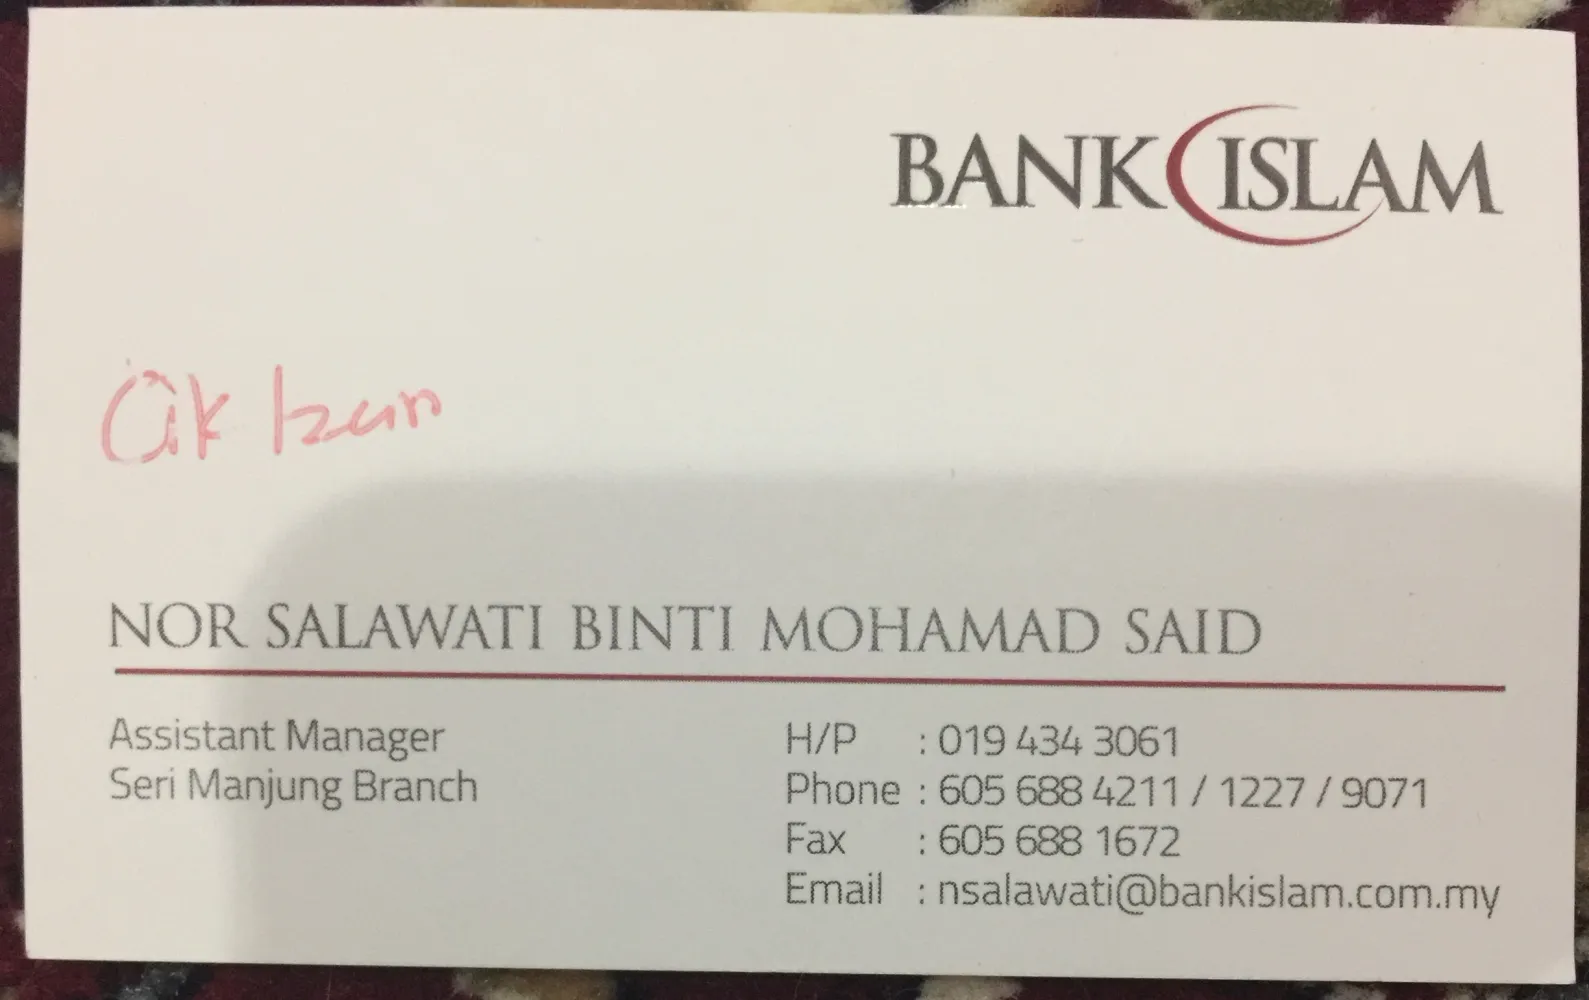 BANK ISLAM
Cik
NOR SALAWATI BINTI MOHAMAD SAID
Assistant Manager
Seri Manjung Branch
H/P : 019 434 3061
Phone : 605 688 4211 / 1227 / 9071
Fax : 605 688 1672
Email : nsalawati@bankislam.com.my